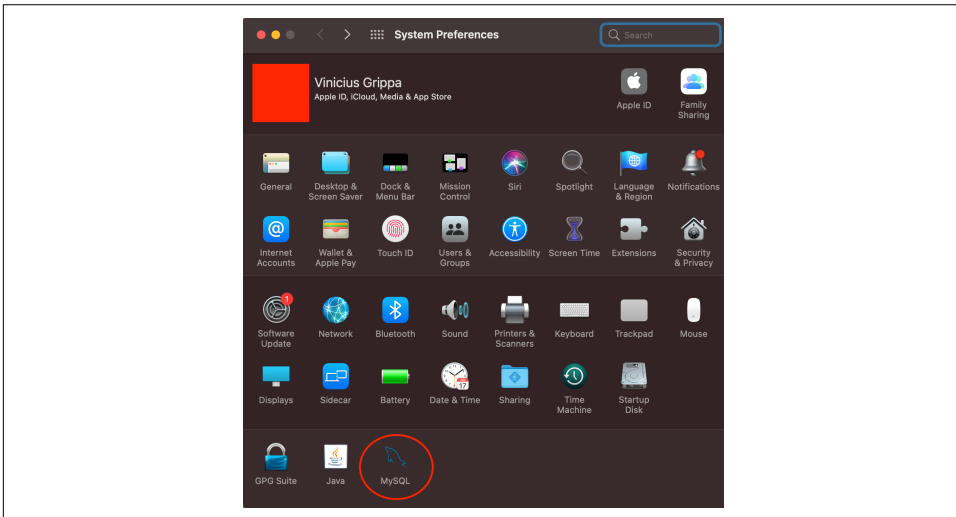 System Preferences
Search
Vinicius Grippa
Apple ID, iCloud, Media & App Store
Apple ID
Family
Sharing
General
Desktop &
Screen Saver
Dock &
Menu Bar
Mission
Control
Siri
Spotlight
Language
& Region
Notifications
Internet
Accounts
Wallet &
Apple Pay
Touch ID
Users &
Groups
Accessibility
Screen Time
Extensions
Security
& Privacy
1
Software
Update
Network
Bluetooth
Sound
Printers &
Scanners
Keyboard
Trackpad
Mouse
17
Displays
Sidecar
Battery
Date & Time
Sharing
Time
Machine
Startup
Disk
GPG Suite
Java
MySQL